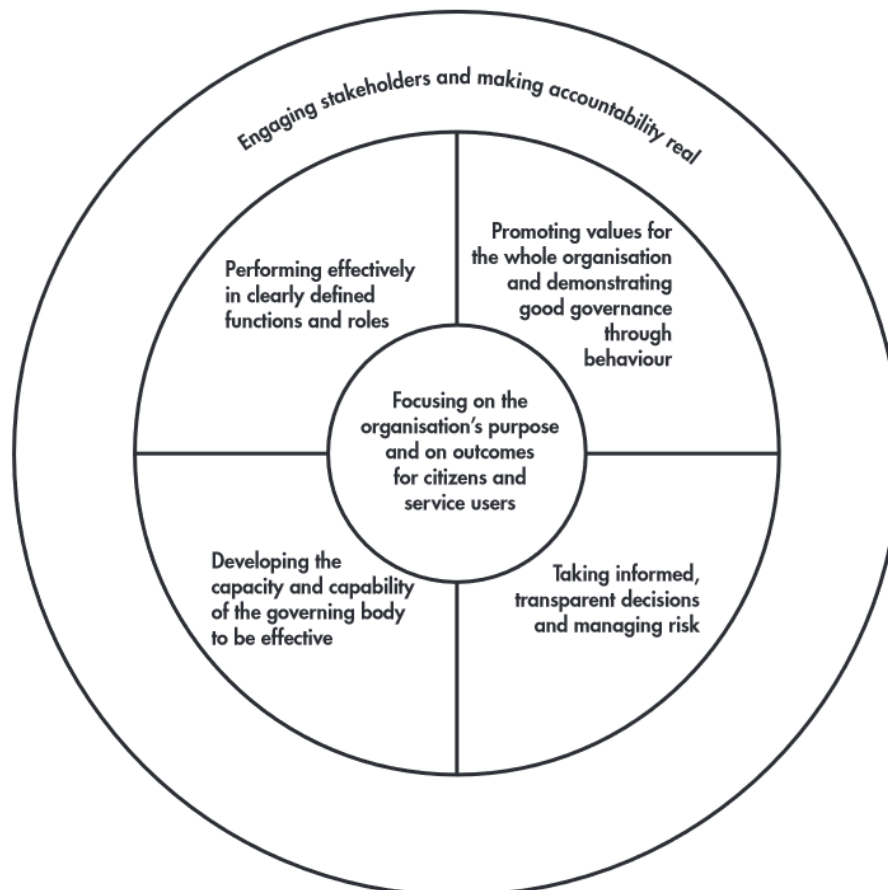 Engaging stakeholders and making accountability real
Performing effectively
in clearly defined
functions and roles
Promoting values for
the whole organisation
and demonstrating
good governance
through
behaviour
Focusing on the
organisation’s purpose
and on outcomes
for citizens and
service users
Developing the
capacity and capability
of the governing body
to be effective
Taking informed,
transparent decisions
and managing risk